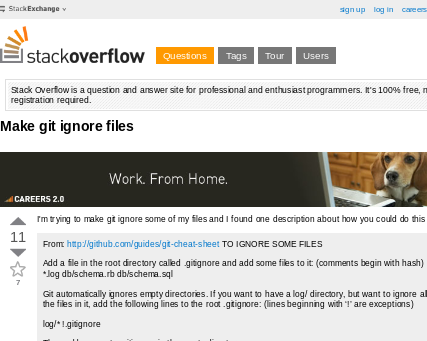 StackExchange
sign up log in careers
stackoverflow
Questions Tags Tour Users
Stack Overflow is a question and answer site for professional and enthusiast programmers. It's 100% free, n
registration required.
Make git ignore files
Work. From Home.
CAREERS 2.0
I'm trying to make git ignore some of my files and I found one description about how you could do this
11
From: http://github.com/guides/git-cheat-sheet TO IGNORE SOME FILES
Add a file in the root directory called .gitignore and add some files to it: (comments begin with hash)
*.log db/schema.rb db/schema.sql
7
Git automatically ignores empty directories. If you want to have a log/ directory, but want to ignore all
the files in it, add the following lines to the root .gitignore: (lines beginning with '!' are exceptions)
log/* !.gitignore